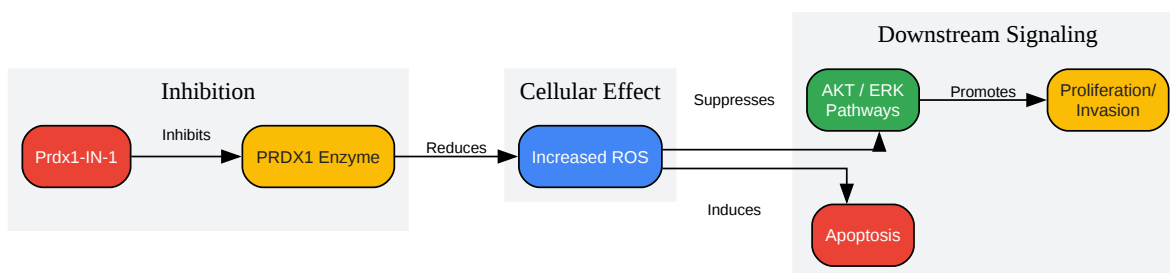 Inhibition
Prdx1-IN-1
Inhibits
PRDX1 Enzyme
Reduces
Cellular Effect
Increased ROS
Suppresses
Induces
Downstream Signaling
AKT / ERK
Pathways
Promotes
Proliferation/
Invasion
Apoptosis